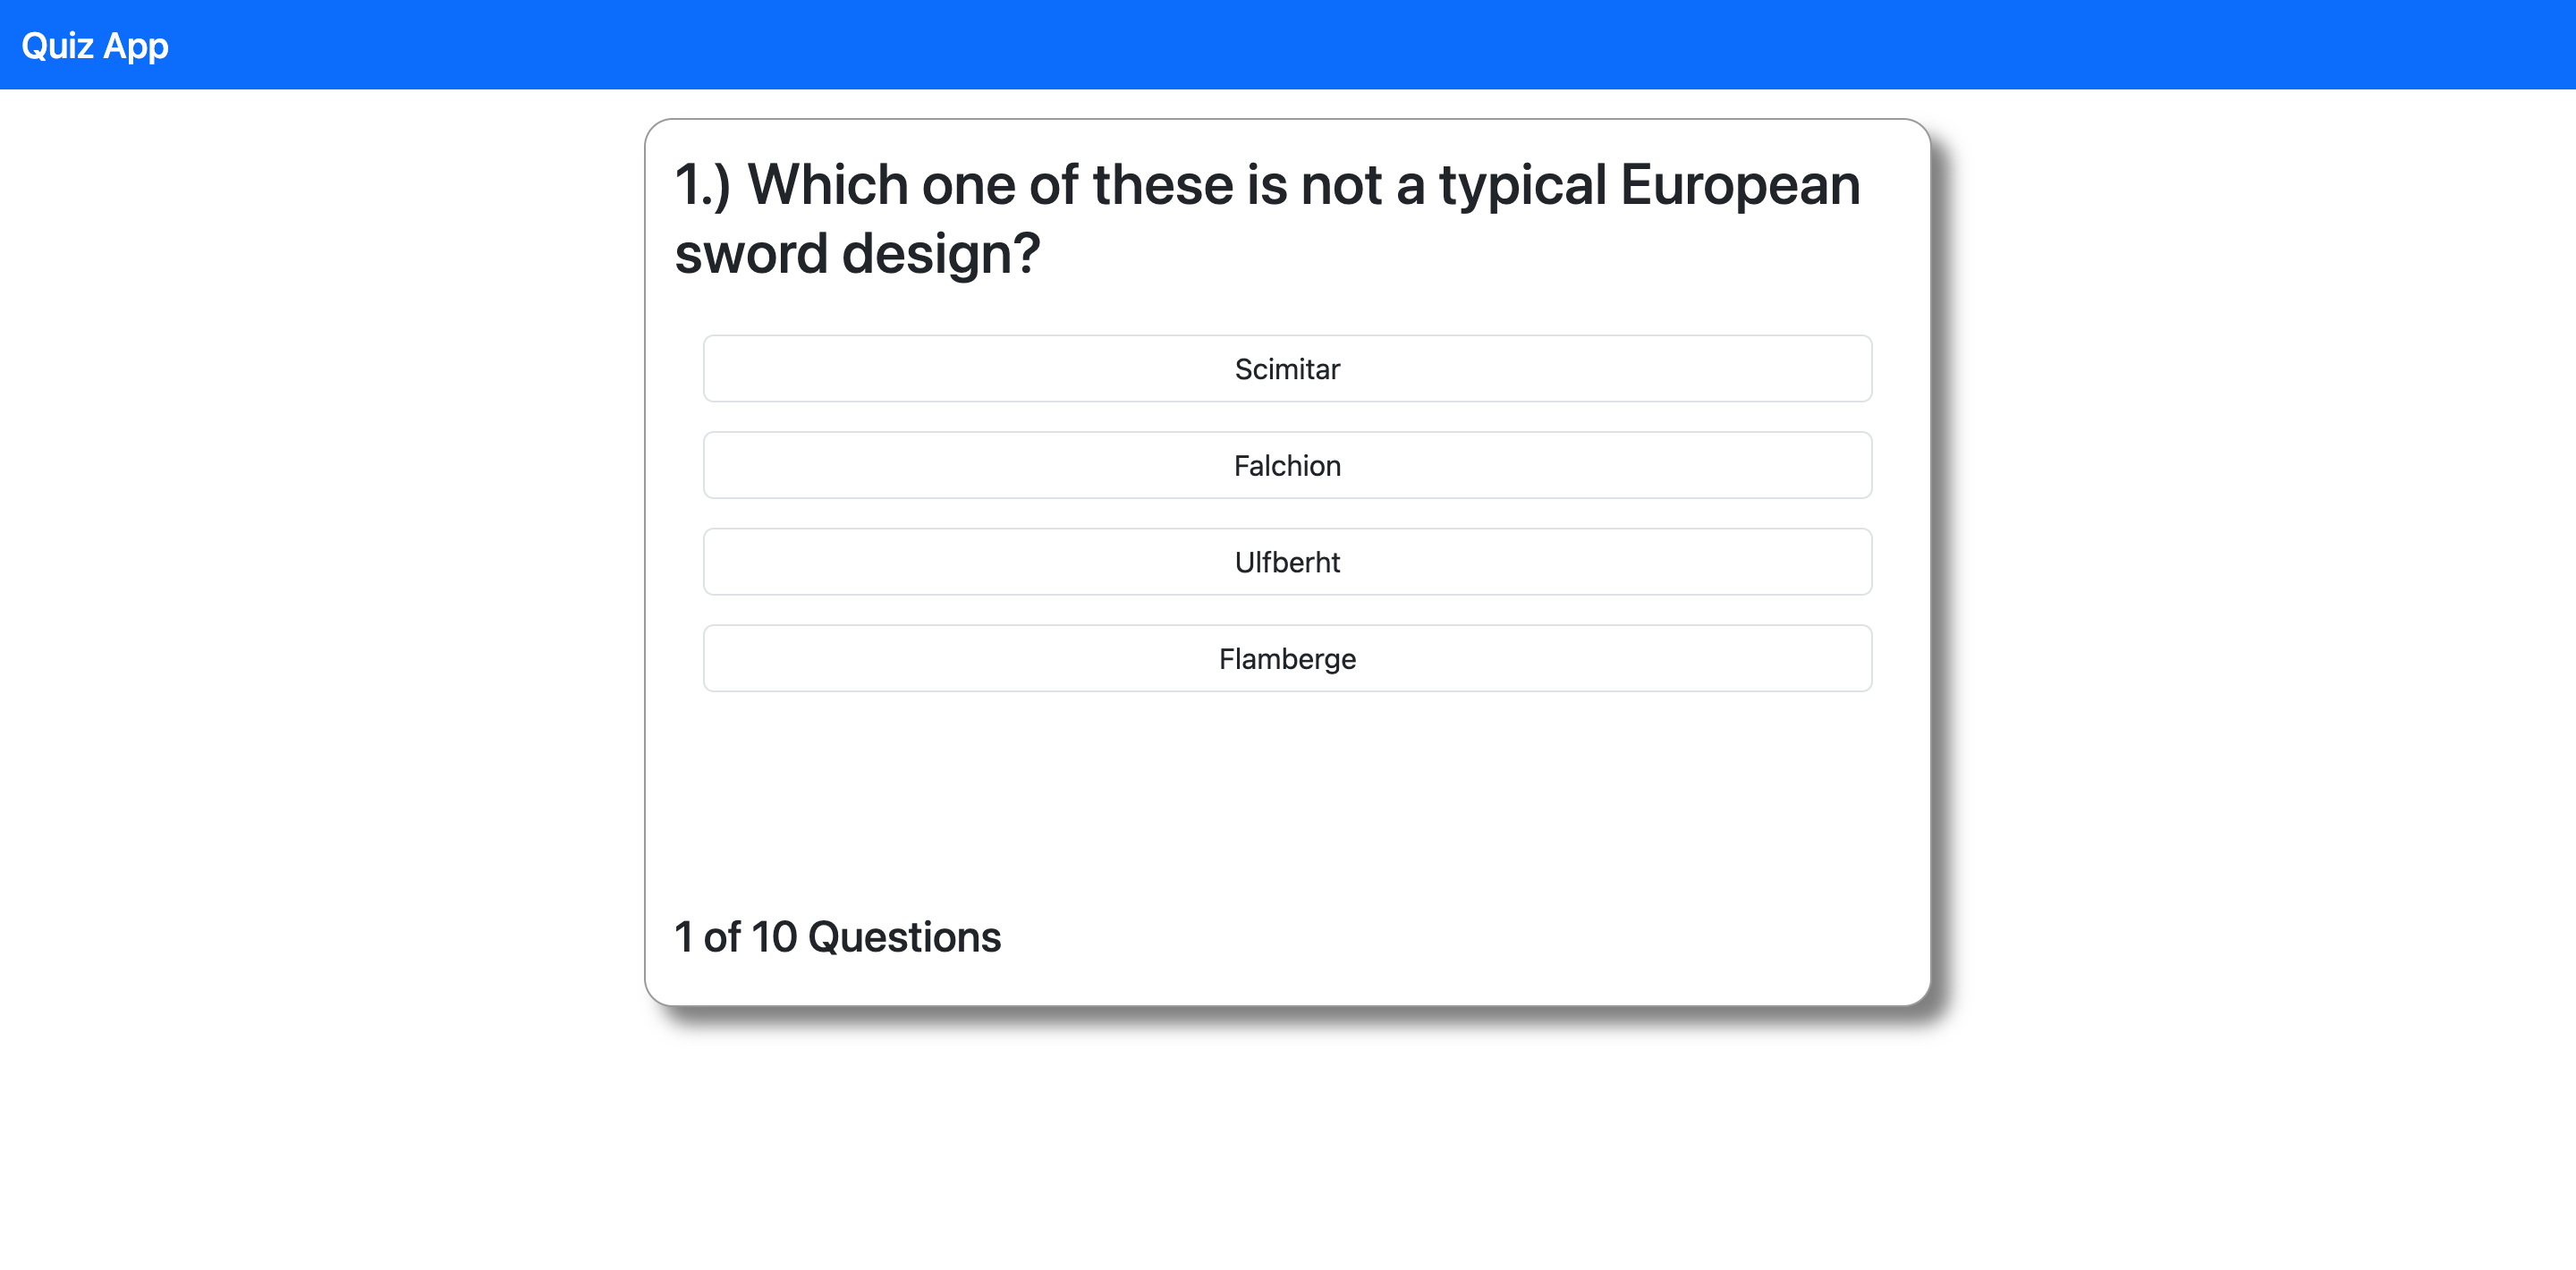 Quiz App
1.) Which one of these is not a typical European
sword design?
Scimitar
Falchion
Ulfberht
Flamberge
1 of 10 Questions